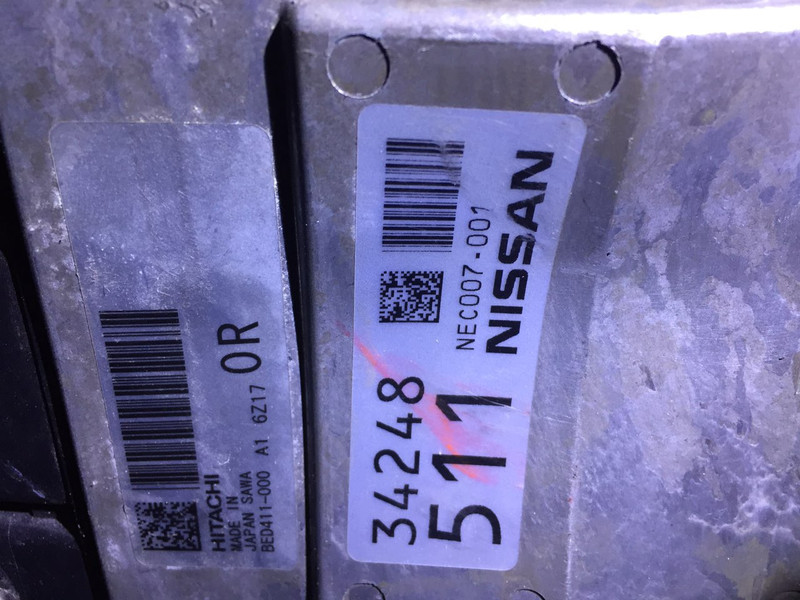 HITACHI
MADE IN
JAPAN SAWA
BED411-000 A1 6Z17
0R
34248
511
NEC007-001
NISSAN